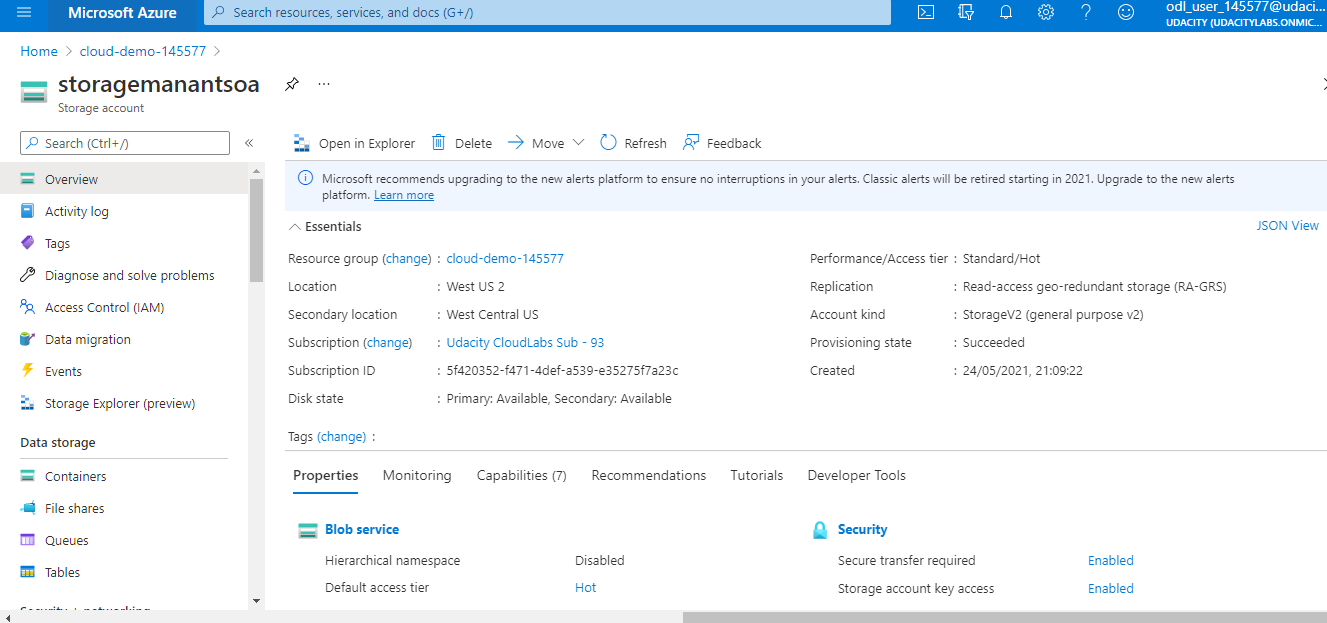 Microsoft Azure
Search resources, services, and docs (G+/)
odl_user_145577@udaci...
UDACITY (UDACITYLABS.ONMIC...
Home > cloud-demo-145577 >
storagemanantsoa
Storage account
Search (Ctrl+/)
Overview
Activity log
Tags
Diagnose and solve problems
Access Control (IAM)
Data migration
Events
Storage Explorer (preview)
Data storage
Containers
File shares
Queues
Tables
Security + networking
Open in Explorer Delete Move Refresh Feedback
Microsoft recommends upgrading to the new alerts platform to ensure no interruptions in your alerts. Classic alerts will be retired starting in 2021. Upgrade to the new alerts
platform. Learn more
Essentials
JSON View
Resource group (change) : cloud-demo-145577
Location : West US 2
Secondary location : West Central US
Subscription (change) : Udacity CloudLabs Sub - 93
Subscription ID : 5f420352-f471-4def-a539-e35275f7a23c
Disk state : Primary: Available, Secondary: Available
Performance/Access tier : Standard/Hot
Replication : Read-access geo-redundant storage (RA-GRS)
Account kind : StorageV2 (general purpose v2)
Provisioning state : Succeeded
Created : 24/05/2021, 21:09:22
Tags (change) :
Properties Monitoring Capabilities (7) Recommendations Tutorials Developer Tools
Blob service
Hierarchical namespace Disabled
Default access tier Hot
Security
Secure transfer required Enabled
Storage account key access Enabled